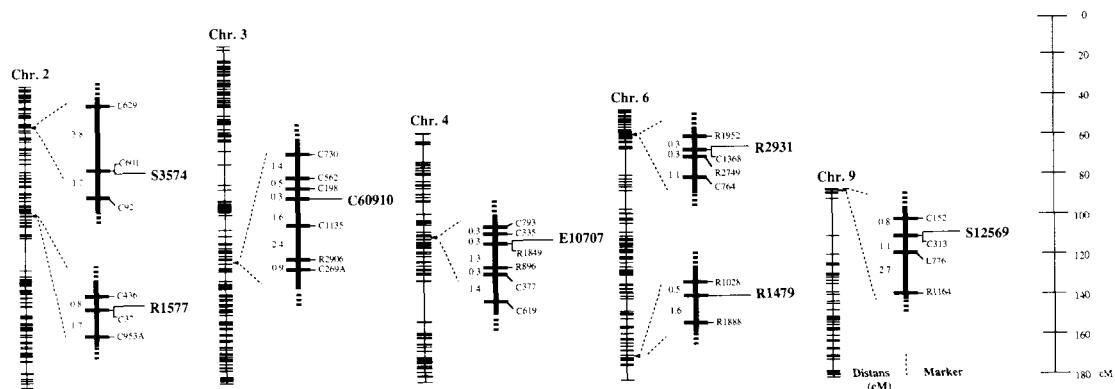 Chr. 2
L629
3.8
C601
S3574
1.7
C92
C436
0.8
R1577
1.7
C953A
Chr. 3
C730
1.4
C562
0.5
C198
0.3
C60910
1.6
C1135
2.4
R2906
0.9
C269A
Chr. 4
C793
0.3
C335
E10707
0.3
R1849
1.3
R896
0.3
C377
1.4
C619
Chr. 6
R1952
0.3
R2931
0.3
C1368
R2749
1.1
C764
R1028
0.5
R1479
1.6
R1888
Chr. 9
C152
0.8
S12569
C313
1.1
L776
2.7
R1164
Distans
(cM)
Marker
0
20
40
60
80
100
120
140
160
180 cM